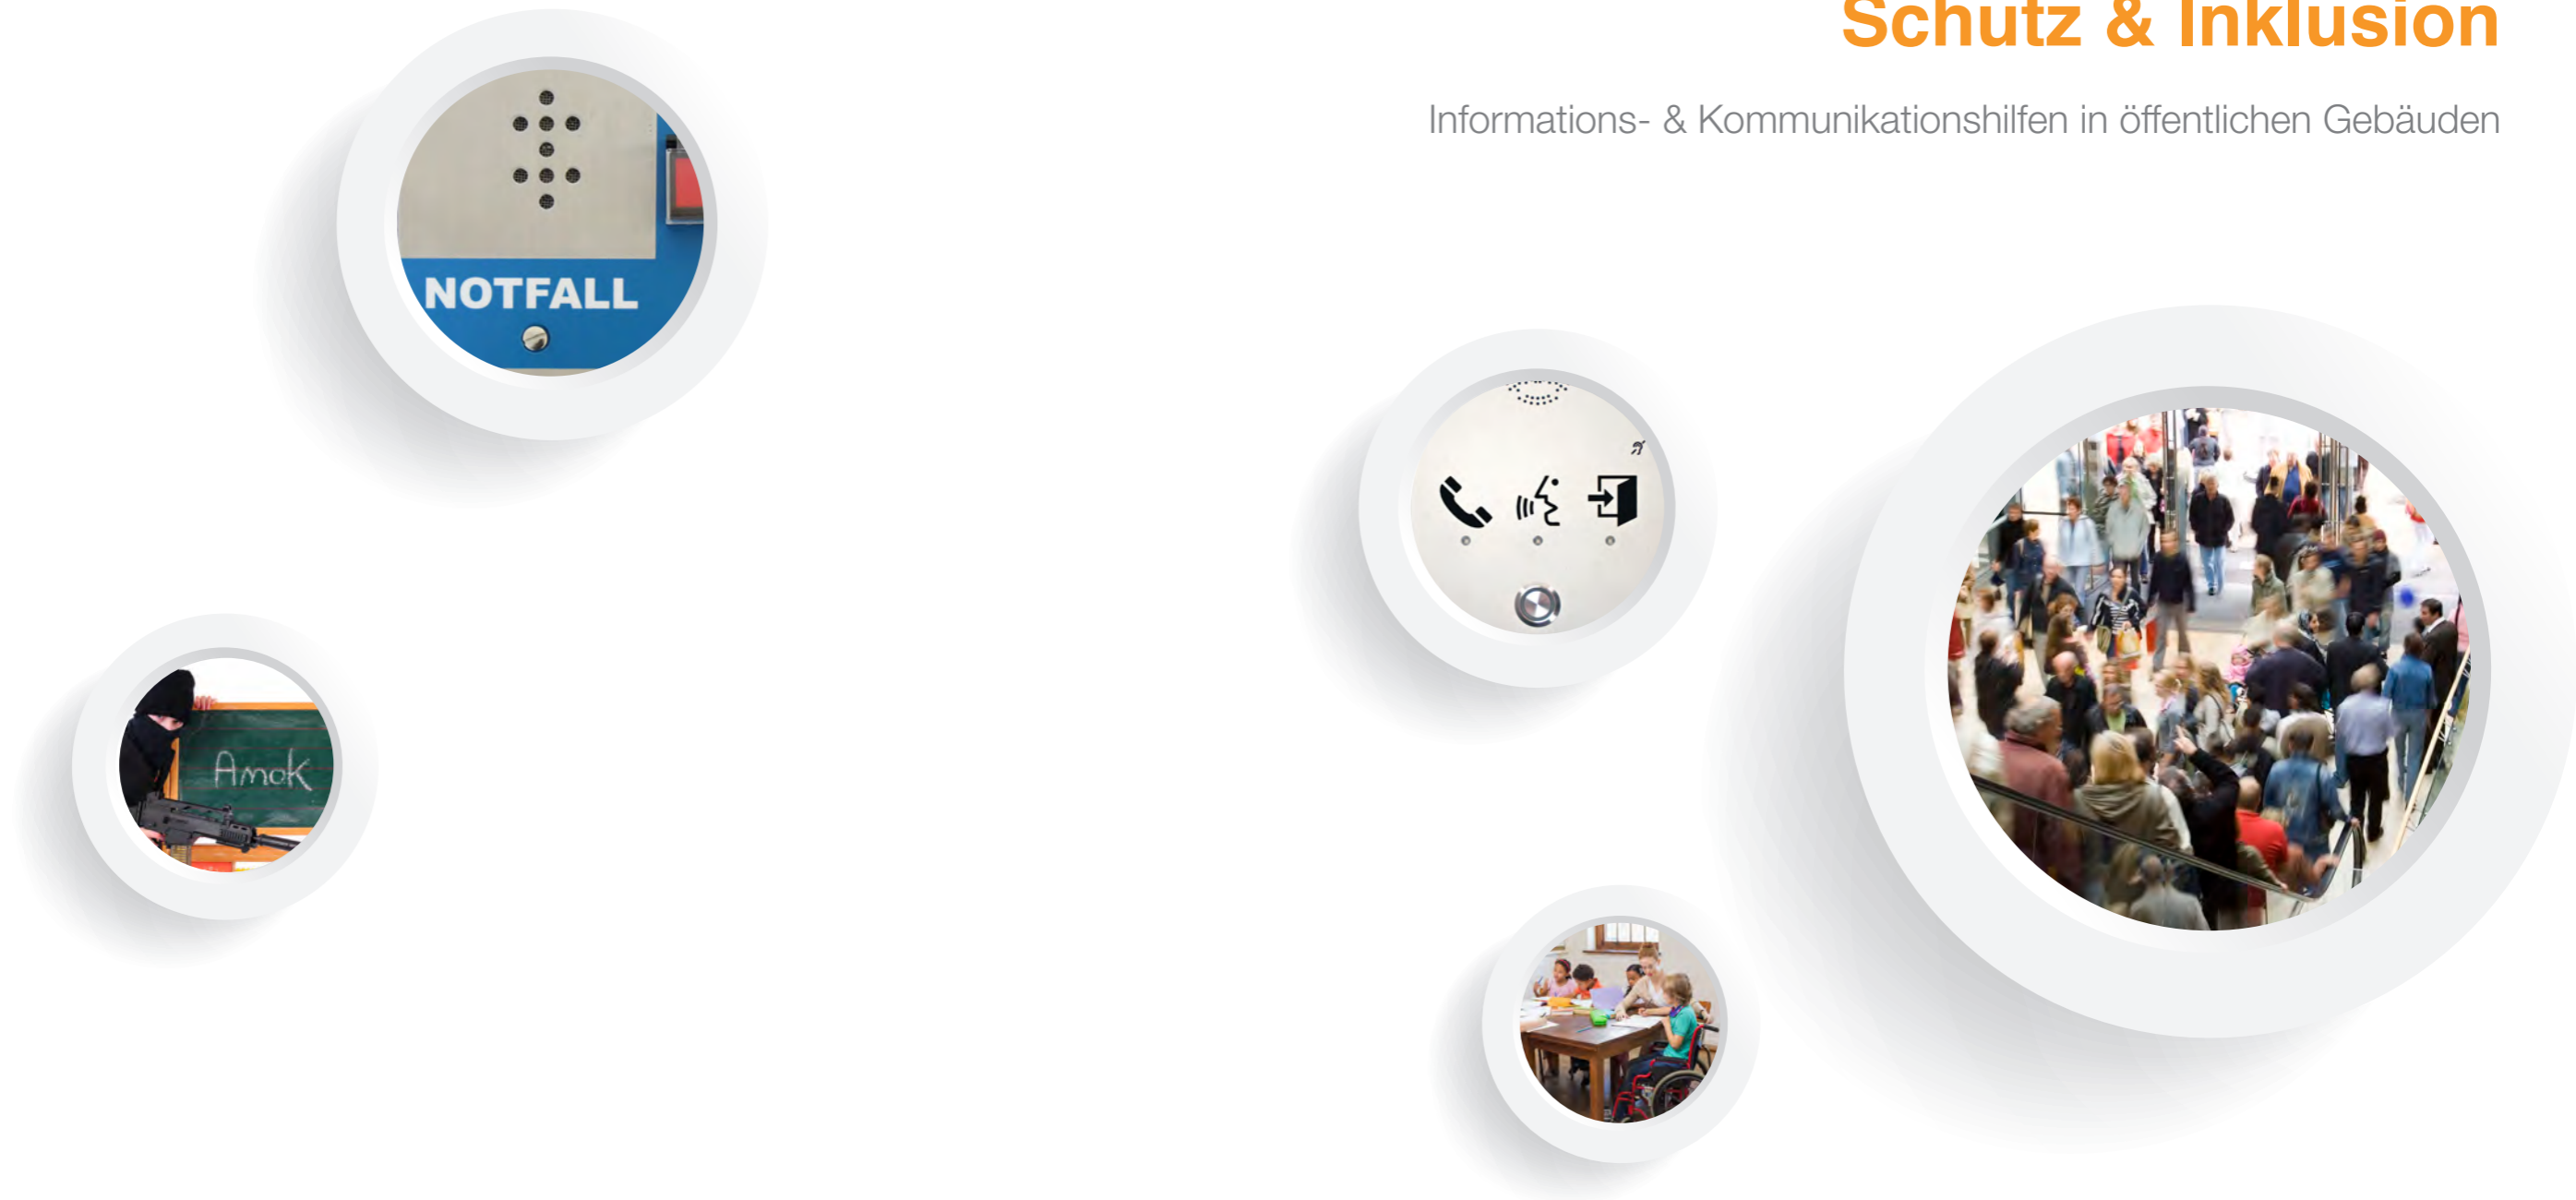 Schutz & Inklusion
Informations- & Kommunikationshilfen in öffentlichen Gebäuden
NOTFALL
Amok